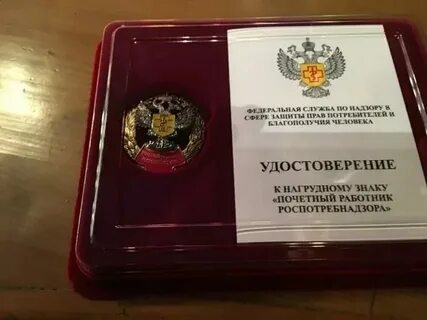 ФЕДЕРАЛЬНАЯ СЛУЖБА ПО НАДЗОРУ В
СФЕРЕ ЗАЩИТЫ ПРАВ ПОТРЕБИТЕЛЕЙ И
БЛАГОПОЛУЧИЯ ЧЕЛОВЕКА
УДОСТОВЕРЕНИЕ
К НАГРУДНОМУ ЗНАКУ
«ПОЧЕТНЫЙ РАБОТНИК
РОСПОТРЕБНАДЗОРА»